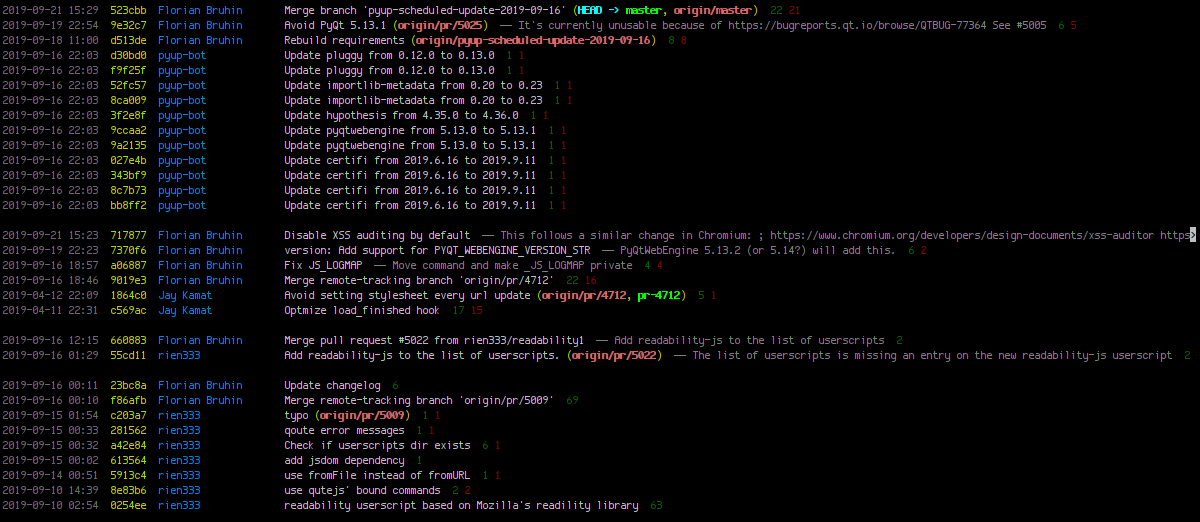 2019-09-21 15:29 523cbb Florian Bruhin Merge branch 'pyup-scheduled-update-2019-09-16' (HEAD -> master, origin/master) 22 21
2019-09-19 22:54 9e32c7 Florian Bruhin Avoid PyQt 5.13.1 (origin/pr/5025) — It's currently unusable because of https://bugreports.qt.io/browse/QTBUG-77364 See #5005 6 5
2019-09-18 11:00 d513de Florian Bruhin Rebuild requirements (origin/pyup-scheduled-update-2019-09-16) 8 8
2019-09-16 22:03 d30bd0 pyup-bot Update pluggy from 0.12.0 to 0.13.0 1 1
2019-09-16 22:03 f9f25f pyup-bot Update pluggy from 0.12.0 to 0.13.0 1 1
2019-09-16 22:03 52fc57 pyup-bot Update importlib-metadata from 0.20 to 0.23 1 1
2019-09-16 22:03 8ca009 pyup-bot Update importlib-metadata from 0.20 to 0.23 1 1
2019-09-16 22:03 3f2e8f pyup-bot Update hypothesis from 4.35.0 to 4.36.0 1 1
2019-09-16 22:03 9ccaa2 pyup-bot Update pyqtwebengine from 5.13.0 to 5.13.1 1 1
2019-09-16 22:03 9a2135 pyup-bot Update pyqtwebengine from 5.13.0 to 5.13.1 1 1
2019-09-16 22:03 027e4b pyup-bot Update certifi from 2019.6.16 to 2019.9.11 1 1
2019-09-16 22:03 343bf9 pyup-bot Update certifi from 2019.6.16 to 2019.9.11 1 1
2019-09-16 22:03 8c7b73 pyup-bot Update certifi from 2019.6.16 to 2019.9.11 1 1
2019-09-16 22:03 bb8ff2 pyup-bot Update certifi from 2019.6.16 to 2019.9.11 1 1
2019-09-21 15:23 717877 Florian Bruhin Disable XSS auditing by default — This follows a similar change in Chromium: ; https://www.chromium.org/developers/design-documents/xss-auditor https>
2019-09-19 22:23 7370f6 Florian Bruhin version: Add support for PYQT_WEBENGINE_VERSION_STR — PyQtWebEngine 5.13.2 (or 5.14?) will add this. 6 2
2019-09-16 18:57 a06887 Florian Bruhin Fix JS_LOGMAP — Move command and make _JS_LOGMAP private 4 4
2019-09-16 18:46 9019e3 Florian Bruhin Merge remote-tracking branch 'origin/pr/4712' 22 16
2019-04-12 22:09 1864c0 Jay Kamat Avoid setting stylesheet every url update (origin/pr/4712, pr-4712) 5 1
2019-04-11 22:31 c569ac Jay Kamat Optmize load_finished hook 17 15
2019-09-16 12:15 660883 Florian Bruhin Merge pull request #5022 from rien333/readability1 — Add readability-js to the list of userscripts 2
2019-09-16 01:29 55cd11 rien333 Add readability-js to the list of userscripts. (origin/pr/5022) — The list of userscripts is missing an entry on the new readability-js userscript 2
2019-09-16 00:11 23bc8a Florian Bruhin Update changelog 6
2019-09-16 00:10 f86afb Florian Bruhin Merge remote-tracking branch 'origin/pr/5009' 69
2019-09-15 01:54 c203a7 rien333 typo (origin/pr/5009) 1 1
2019-09-15 00:33 281562 rien333 qoute error messages 1 1
2019-09-15 00:32 a42e84 rien333 Check if userscripts dir exists 6 1
2019-09-15 00:02 613564 rien333 add jsdom dependency 1
2019-09-14 00:51 5913c4 rien333 use fromFile instead of fromURL 1 1
2019-09-10 14:39 8e83b6 rien333 use qutejs' bound commands 2 2
2019-09-10 02:54 0254ee rien333 readability userscript based on Mozilla's readility library 63